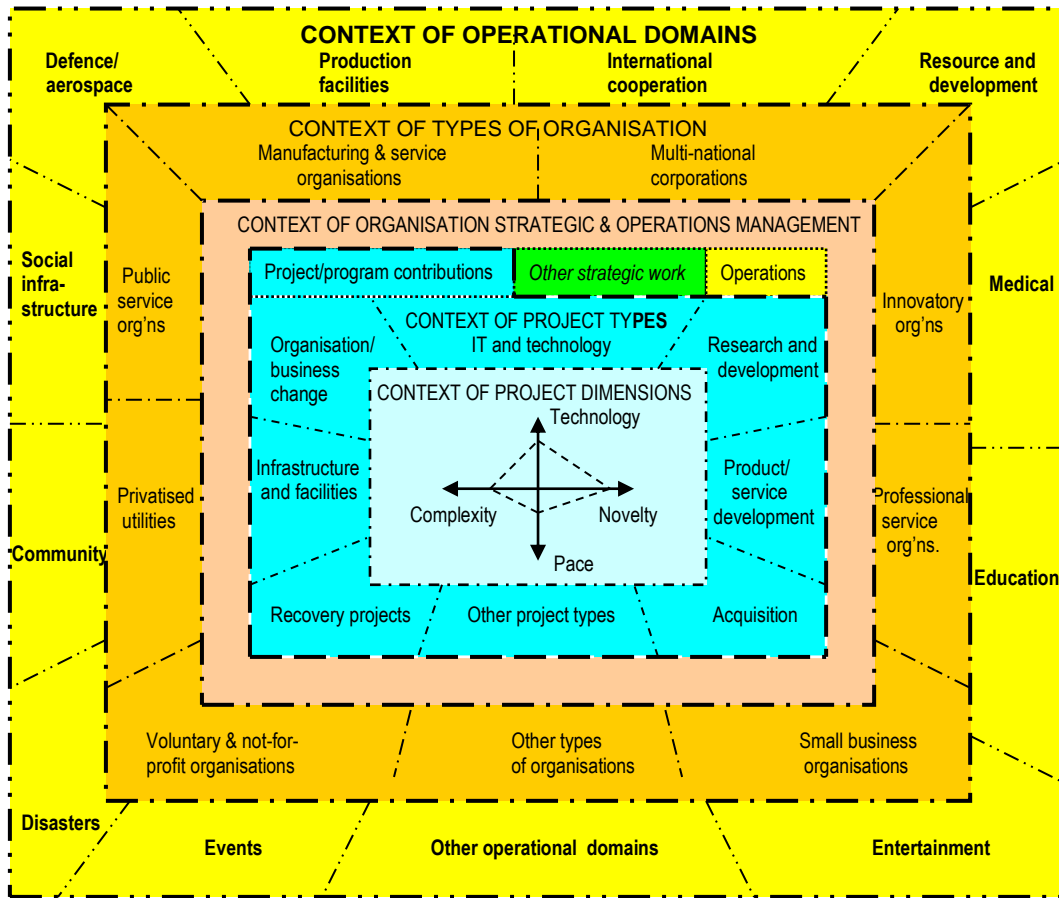 CONTEXT OF OPERATIONAL DOMAINS
Defence/
aerospace
Production
facilities
International
cooperation
Resource and
development
CONTEXT OF TYPES OF ORGANISATION
Manufacturing & service
organisations
Multi-national
corporations
CONTEXT OF ORGANISATION STRATEGIC & OPERATIONS MANAGEMENT
Social
infra-
structure
Public
service
org'ns
Project/program contributions
Other strategic work
Operations
Innovatory
org'ns
Medical
CONTEXT OF PROJECT TYPES
Organisation/
business
change
IT and technology
Research and
development
CONTEXT OF PROJECT DIMENSIONS
Technology
Complexity
Novelty
Pace
Infrastructure
and facilities
Product/
service
development
Privatised
utilities
Professional
service
org'ns.
Community
Education
Recovery projects
Other project types
Acquisition
Voluntary & not-for-
profit organisations
Other types
of organisations
Small business
organisations
Disasters
Events
Other operational domains
Entertainment